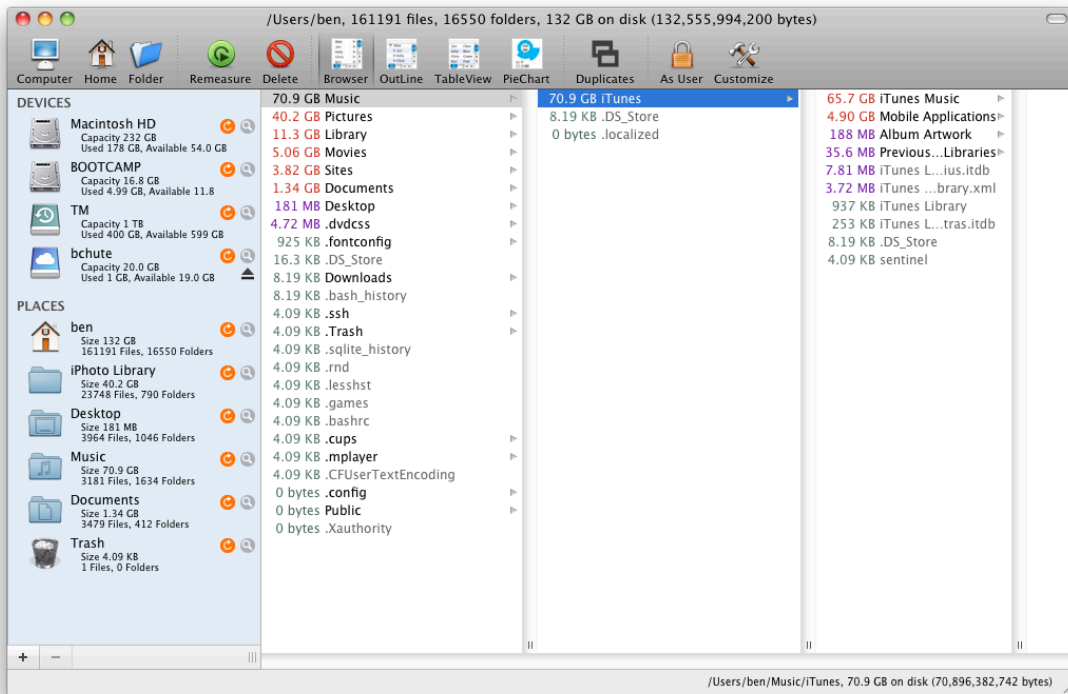 /Users/ben, 161191 files, 16550 folders, 132 GB on disk (132,555,994,200 bytes)
Computer Home Folder Remeasure Delete Browser OutLine TableView PieChart Duplicates As User Customize
DEVICES
Macintosh HD
Capacity 232 GB
Used 178 GB, Available 54.0 GB
BOOTCAMP
Capacity 16.8 GB
Used 4.99 GB, Available 11.8
TM
Capacity 1 TB
Used 400 GB, Available 599 GB
bchute
Capacity 20.0 GB
Used 1 GB, Available 19.0 GB
PLACES
ben
Size 132 GB
161191 Files, 16550 Folders
iPhoto Library
Size 40.2 GB
23748 Files, 790 Folders
Desktop
Size 181 MB
3964 Files, 1046 Folders
Music
Size 70.9 GB
3181 Files, 1634 Folders
Documents
Size 1.34 GB
3479 Files, 412 Folders
Trash
Size 4.09 KB
1 Files, 0 Folders
70.9 GB Music
40.2 GB Pictures
11.3 GB Library
5.06 GB Movies
3.82 GB Sites
1.34 GB Documents
181 MB Desktop
4.72 MB .dvdcss
925 KB .fontconfig
16.3 KB .DS_Store
8.19 KB Downloads
8.19 KB .bash_history
4.09 KB .ssh
4.09 KB .Trash
4.09 KB .sqlite_history
4.09 KB .rnd
4.09 KB .lesshst
4.09 KB .games
4.09 KB .bashrc
4.09 KB .cups
4.09 KB .mplayer
4.09 KB .CFUserTextEncoding
0 bytes .config
0 bytes Public
0 bytes .Xauthority
70.9 GB iTunes
8.19 KB .DS_Store
0 bytes .localized
65.7 GB iTunes Music
4.90 GB Mobile Applications
188 MB Album Artwork
35.6 MB Previous...Libraries
7.81 MB iTunes L...ius.itdb
3.72 MB iTunes ...brary.xml
937 KB iTunes Library
253 KB iTunes L...tras.itdb
8.19 KB .DS_Store
4.09 KB sentinel
/Users/ben/Music/iTunes, 70.9 GB on disk (70,896,382,742 bytes)